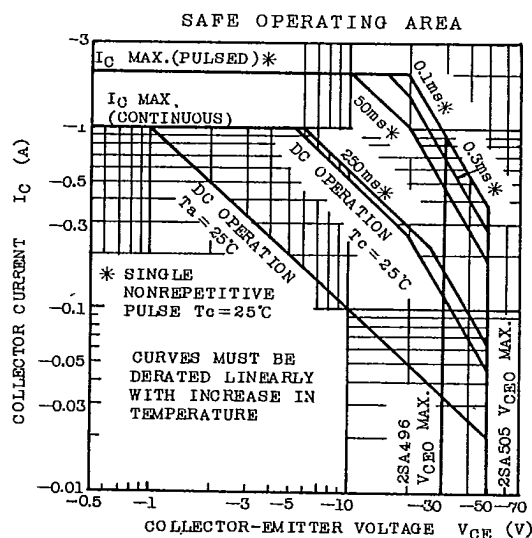 SAFE OPERATING AREA
-3
IC MAX.(PULSED)*
IC MAX.
(CONTINUOUS)
0.1ms*
50ms*
0.3ms*
250ms*
DC OPERATION
Tc=25℃
DC OPERATION
Ta=25℃
-1
-0.5
-0.3
-0.1
-0.05
-0.03
-0.01
COLLECTOR CURRENT IC (A)
* SINGLE
NONREPETITIVE
PULSE Tc=25℃
CURVES MUST BE
DERATED LINEARLY
WITH INCREASE IN
TEMPERATURE
2SA496
VCEO MAX.
2SA505 VCEO MAX.
-0.5 -1 -3 -5 -10 -30 -50 -70
COLLECTOR-EMITTER VOLTAGE VCE (V)